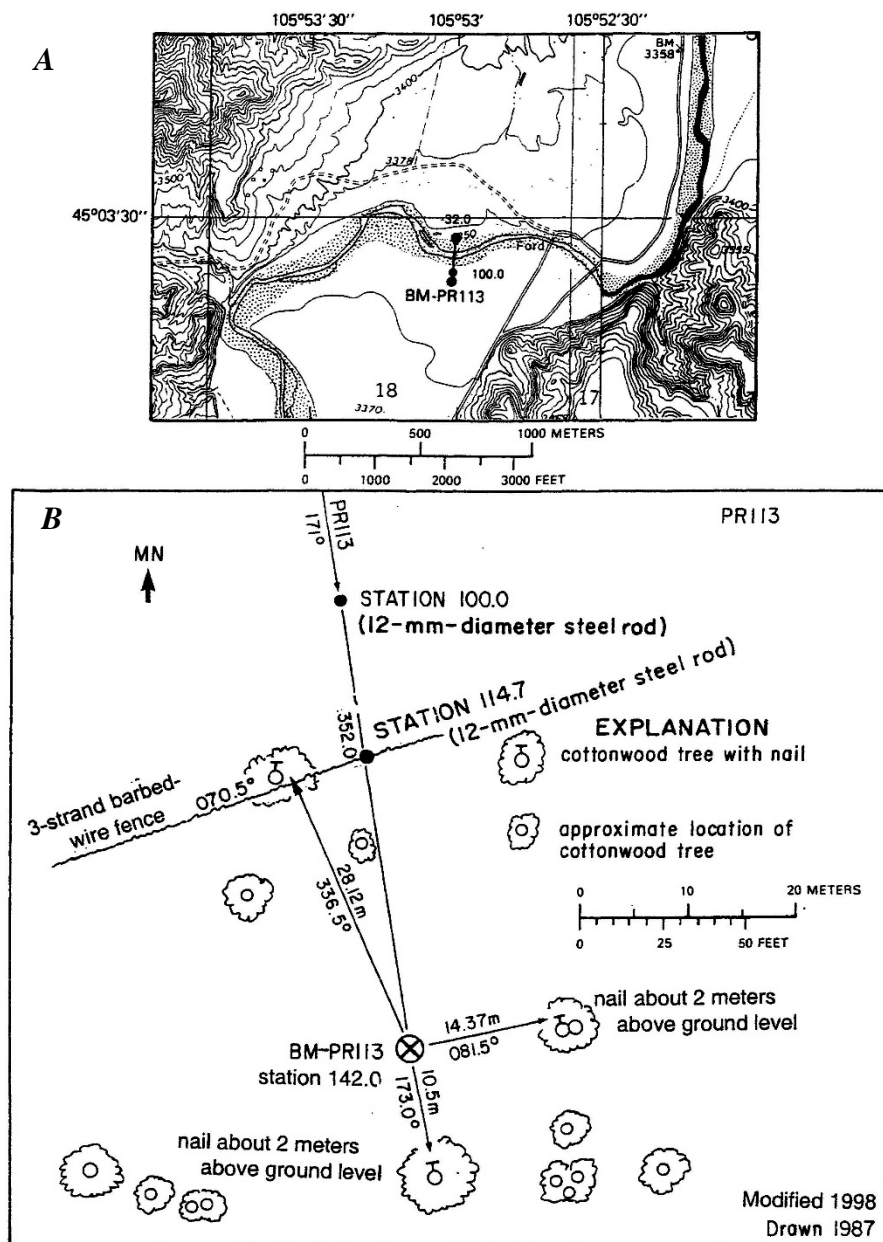 105°53'30"
105°53'
105°52'30"
A
BM
3358
3400
3378
3500
45°03'30"
-32.0
50
Ford
100.0
BM-PR113
3400
3355
18
17
3370
0 500 1000 METERS
0 1000 2000 3000 FEET
B
PR113
MN
PR113
171°
STATION 100.0
(12-mm-diameter steel rod)
STATION 114.7
(12-mm-diameter steel rod)
352.0
EXPLANATION
cottonwood tree with nail
070.5°
3-strand barbed-
wire fence
approximate location of
cottonwood tree
28.12m
336.5°
0 10 20 METERS
0 25 50 FEET
nail about 2 meters
above ground level
14.37m
081.5°
BM-PR113
station 142.0
10.5m
173.0°
nail about 2 meters
above ground level
Modified 1998
Drawn 1987